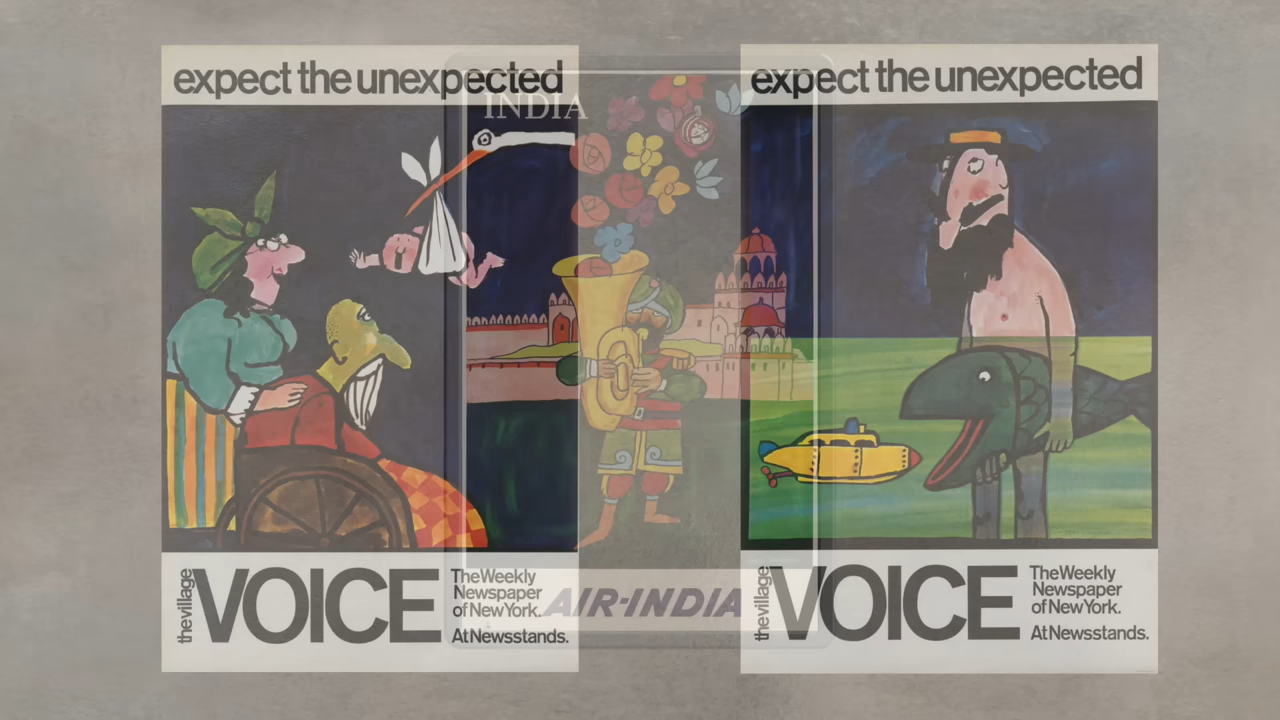 expect the unexpected
the village
VOICE
The Weekly
Newspaper
of New York.
At Newsstands.
INDIA
AIR-INDIA
expect the unexpected
the village
VOICE
The Weekly
Newspaper
of New York.
At Newsstands.